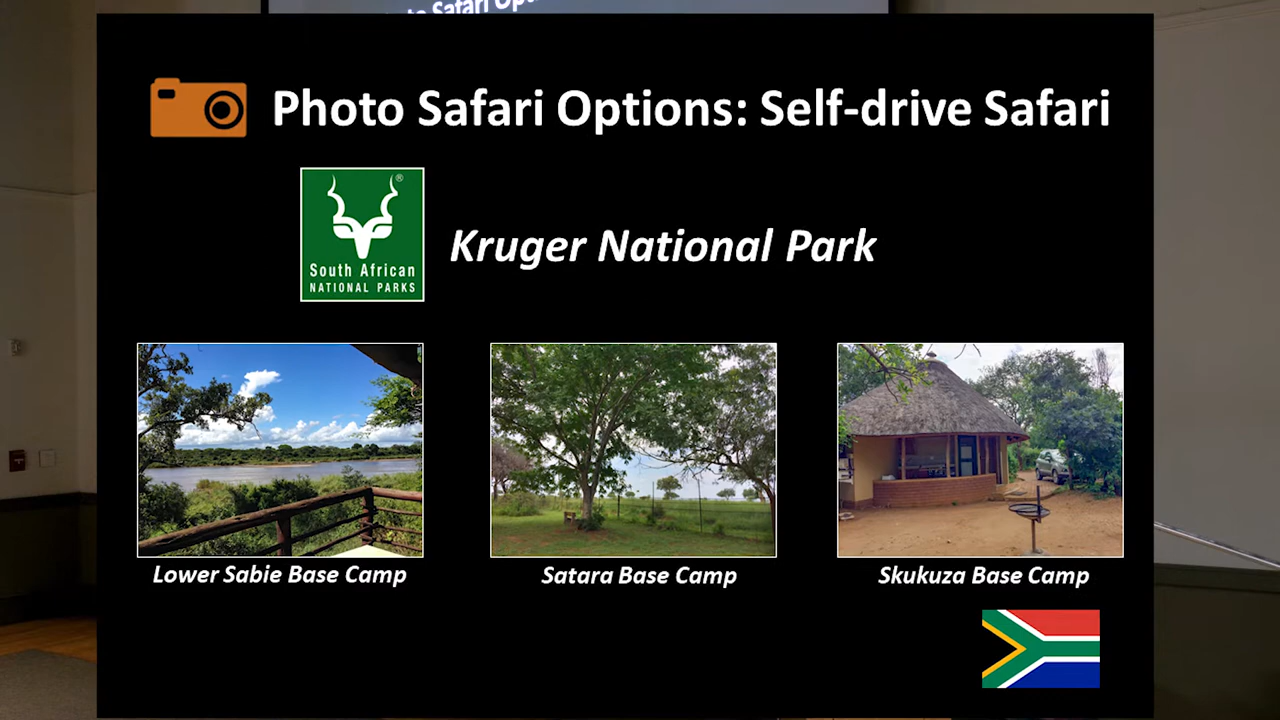 Safari
Photo Safari Options: Self-drive Safari
®
South African
NATIONAL PARKS
Kruger National Park
Lower Sabie Base Camp
Satara Base Camp
Skukuza Base Camp